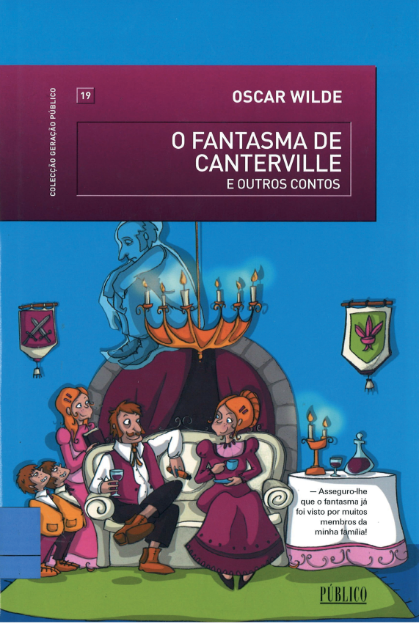 COLECÇÃO GERAÇÃO PÚBLICO
19
OSCAR WILDE
O FANTASMA DE
CANTERVILLE
E OUTROS CONTOS
— Asseguro-lhe
que o fantasma já
foi visto por muitos
membros da
minha família!
PÚBLICO